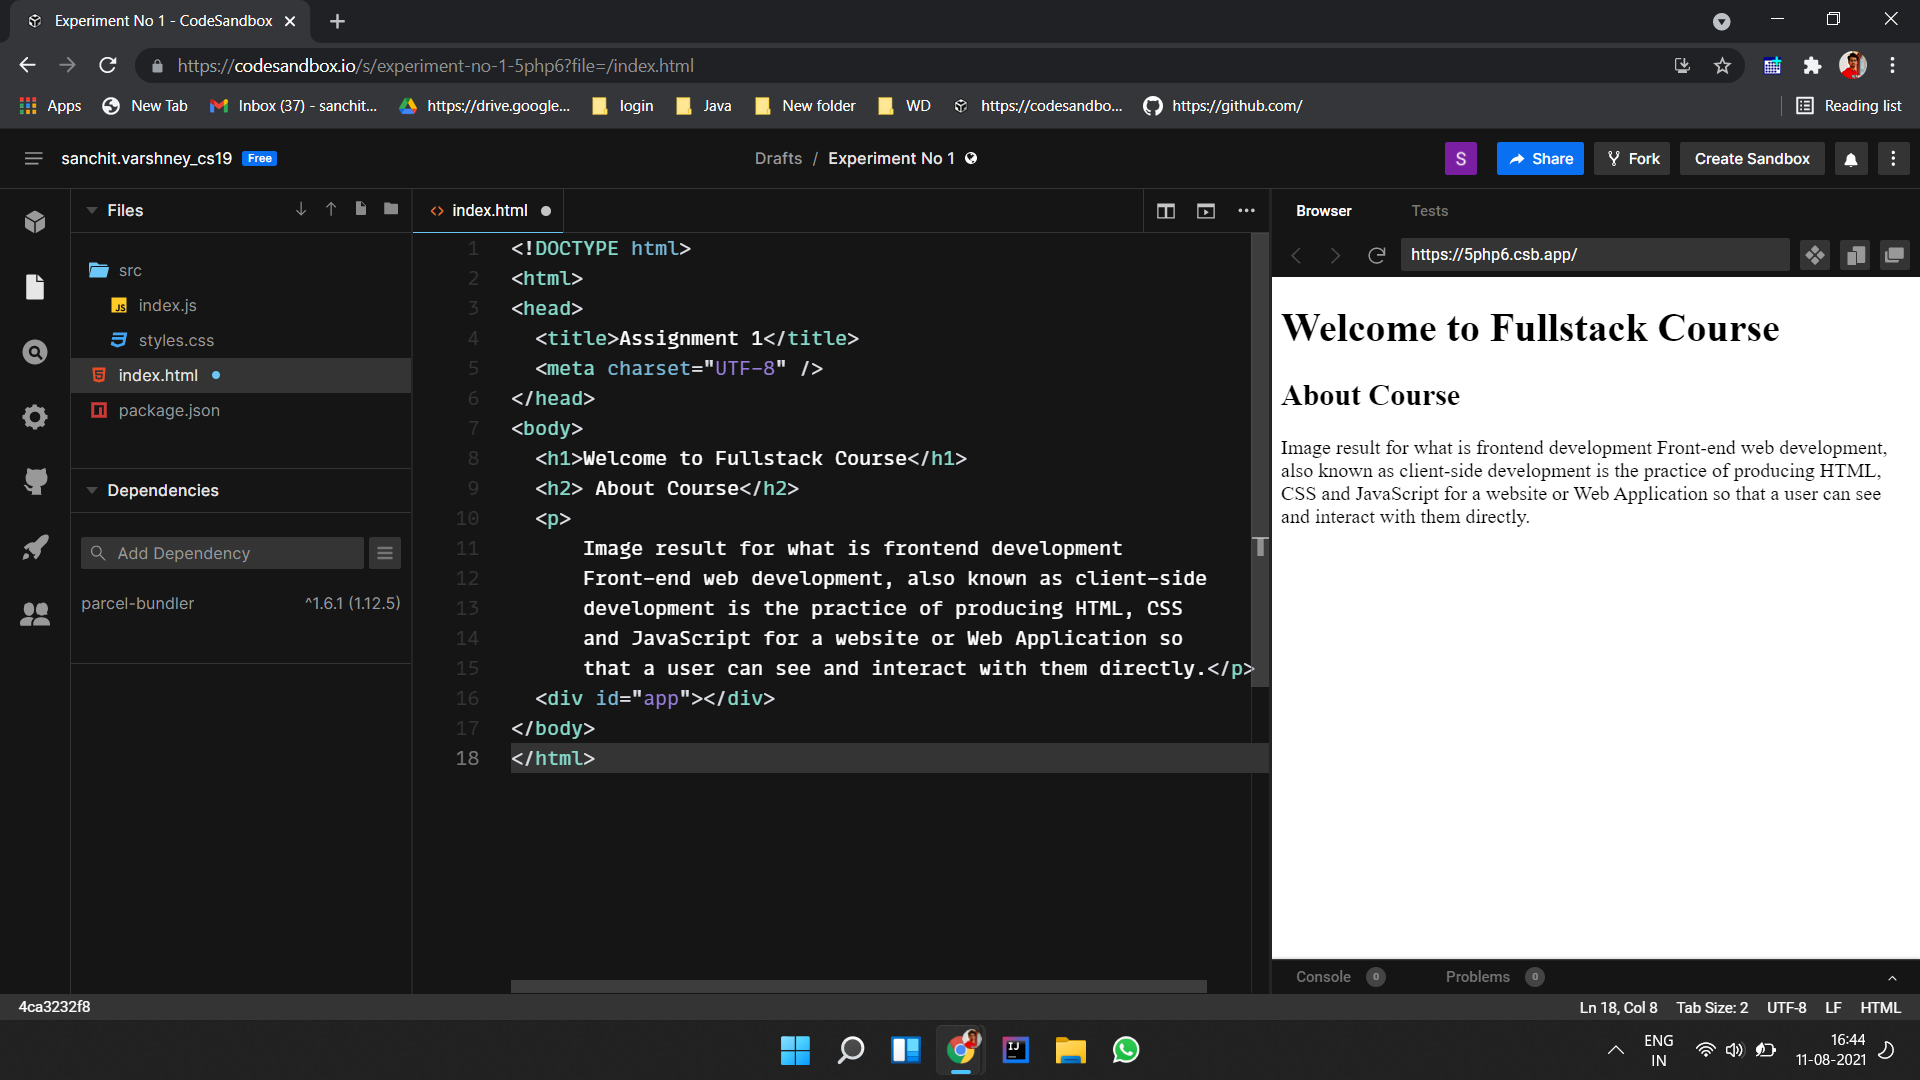 Experiment No 1 - CodeSandbox
https://codesandbox.io/s/experiment-no-1-5php6?file=/index.html
Apps New Tab Inbox (37) - sanchit... https://drive.google... login Java New folder WD https://codesandbo... https://github.com/ Reading list
sanchit.varshney_cs19 Free Drafts / Experiment No 1 S Share Fork Create Sandbox
Files
src
JS index.js
styles.css
index.html
package.json
Dependencies
Add Dependency
parcel-bundler ^1.6.1 (1.12.5)
<> index.html
1 <!DOCTYPE html>
2 <html>
3 <head>
4 <title>Assignment 1</title>
5 <meta charset="UTF-8" />
6 </head>
7 <body>
8 <h1>Welcome to Fullstack Course</h1>
9 <h2> About Course</h2>
10 <p>
11 Image result for what is frontend development
12 Front-end web development, also known as client-side
13 development is the practice of producing HTML, CSS
14 and JavaScript for a website or Web Application so
15 that a user can see and interact with them directly.</p>
16 <div id="app"></div>
17 </body>
18 </html>
Browser Tests
https://5php6.csb.app/
Welcome to Fullstack Course
About Course
Image result for what is frontend development Front-end web development,
also known as client-side development is the practice of producing HTML,
CSS and JavaScript for a website or Web Application so that a user can see
and interact with them directly.
Console 0 Problems 0
4ca3232f8 Ln 18, Col 8 Tab Size: 2 UTF-8 LF HTML
IJ
ENG
IN
16:44
11-08-2021